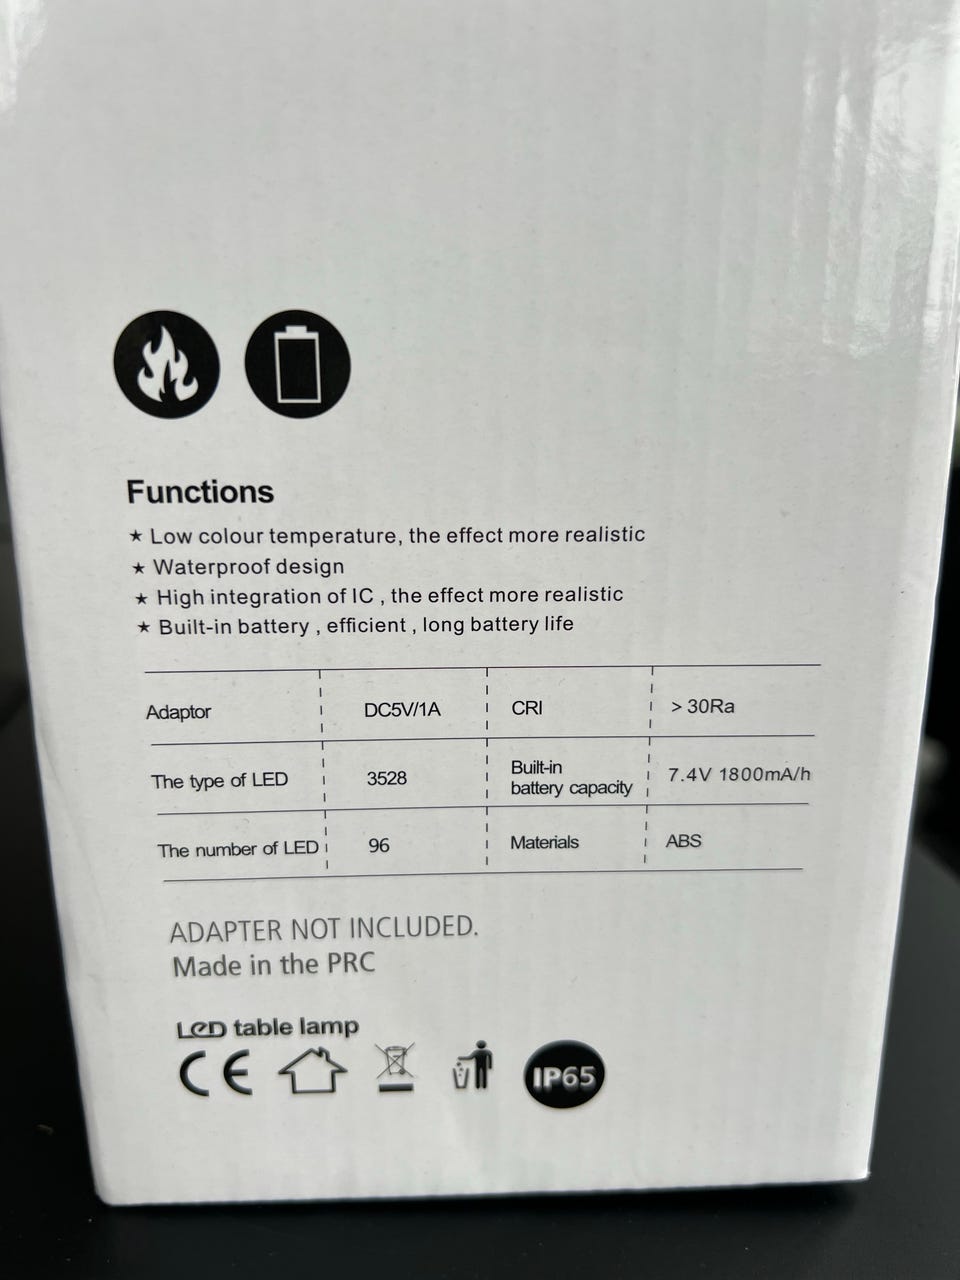 Functions
★ Low colour temperature, the effect more realistic
★ Waterproof design
★ High integration of IC , the effect more realistic
★ Built-in battery , efficient , long battery life
Adaptor DC5V/1A CRI > 30Ra
The type of LED 3528 Built-in battery capacity 7.4V 1800mA/h
The number of LED 96 Materials ABS
ADAPTER NOT INCLUDED.
Made in the PRC
LED table lamp
CE IP65